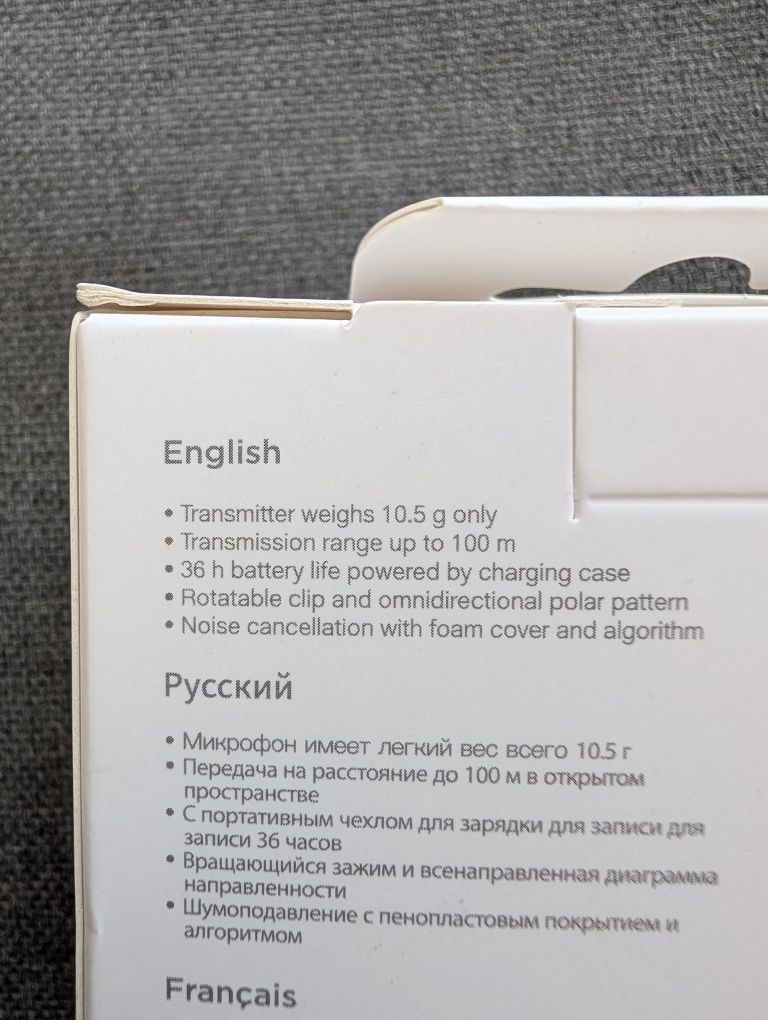 English
• Transmitter weighs 10.5 g only
• Transmission range up to 100 m
• 36 h battery life powered by charging case
• Rotatable clip and omnidirectional polar pattern
• Noise cancellation with foam cover and algorithm
Русский
• Микрофон имеет легкий вес всего 10.5 г
• Передача на расстояние до 100 м в открытом
пространстве
• С портативным чехлом для зарядки для записи для
записи 36 часов
• Вращающийся зажим и всенаправленная диаграмма
направленности
• Шумоподавление с пенопластовым покрытием и
алгоритмом
Français